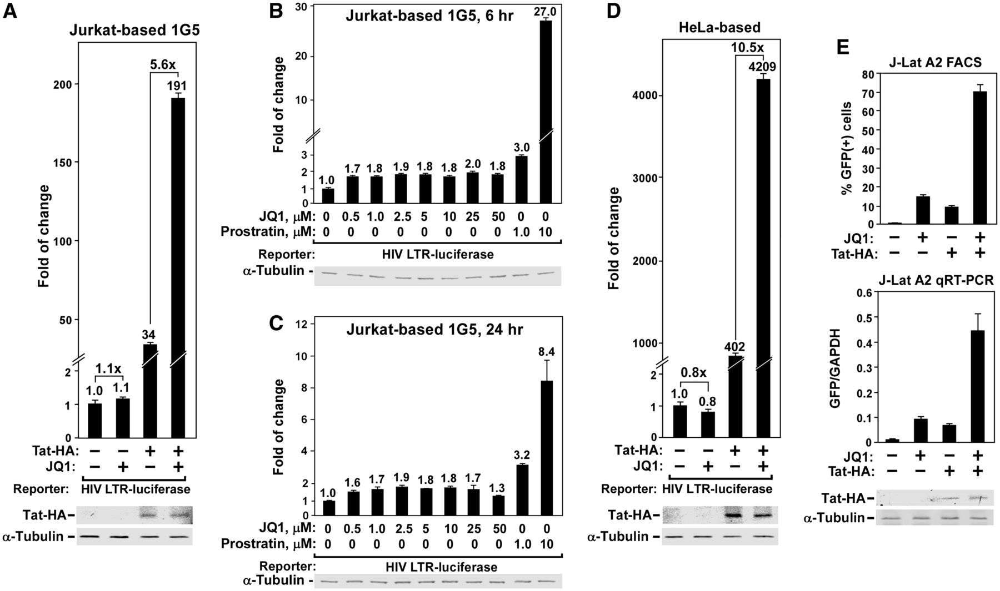 A
Jurkat-based 1G5
Fold of change
200
150
100
50
2
1
0
5.6x
191
34
1.1x
1.0
1.1
Tat-HA: − − + +
JQ1: − + − +
Reporter: HIV LTR-luciferase
Tat-HA
α-Tubulin
B
Jurkat-based 1G5, 6 hr
Fold of change
30
20
10
3
2
1
0
1.0 1.7 1.8 1.9 1.8 1.8 2.0 1.8 3.0 27.0
JQ1, μM: 0 0.5 1.0 2.5 5 10 25 50 0 0
Prostratin, μM: 0 0 0 0 0 0 0 0 1.0 10
Reporter: HIV LTR-luciferase
α-Tubulin -
C
Jurkat-based 1G5, 24 hr
Fold of change
12
10
8
6
4
2
1
0
1.0 1.6 1.7 1.9 1.8 1.8 1.7 1.3 3.2 8.4
JQ1, μM: 0 0.5 1.0 2.5 5 10 25 50 0 0
Prostratin, μM: 0 0 0 0 0 0 0 0 1.0 10
Reporter: HIV LTR-luciferase
α-Tubulin -
D
HeLa-based
Fold of change
4000
3000
2000
1000
2
1
0
10.5x
4209
402
0.8x
1.0
0.8
Tat-HA: − − + +
JQ1: − + − +
Reporter: HIV LTR-luciferase
Tat-HA
α-Tubulin
E
J-Lat A2 FACS
% GFP(+) cells
80
70
60
50
40
30
20
10
0
JQ1: − + − +
Tat-HA: − − + +
J-Lat A2 qRT-PCR
GFP/GAPDH
0.6
0.5
0.4
0.3
0.2
0.1
0
JQ1: − + − +
Tat-HA: − − + +
Tat-HA
α-Tubulin